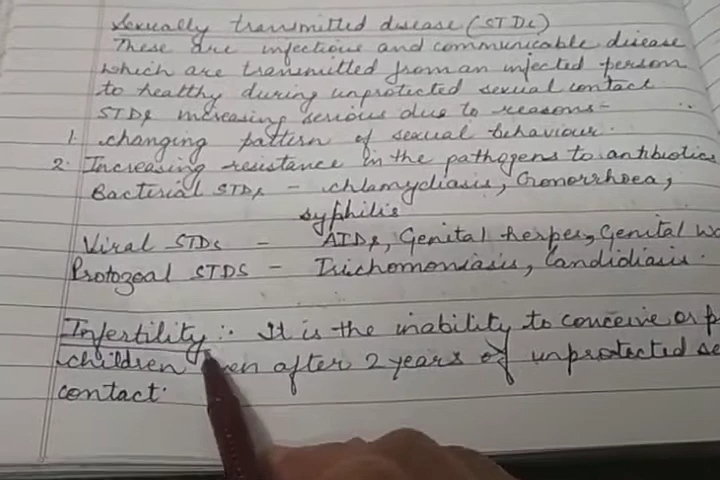 Sexually transmitted disease (STDs)
These are infectious and communicable disease
which are transmitted from an injected person
to healthy during unprotected sexual contact
STDs increasing serious due to reasons-
1. changing pattern of sexual behaviour.
2. Increasing resistance in the pathogens to antibiotics
Bacterial STDs - chlamydiasis, Gonorrhoea,
syphilis
Viral STDs - AIDs, Genital herpes, Genital
Protozoal STDS - Trichomoniasis, Candidiasis.
Infertility:- It is the inability to conceive or
children after 2 years of unprotected
contact.